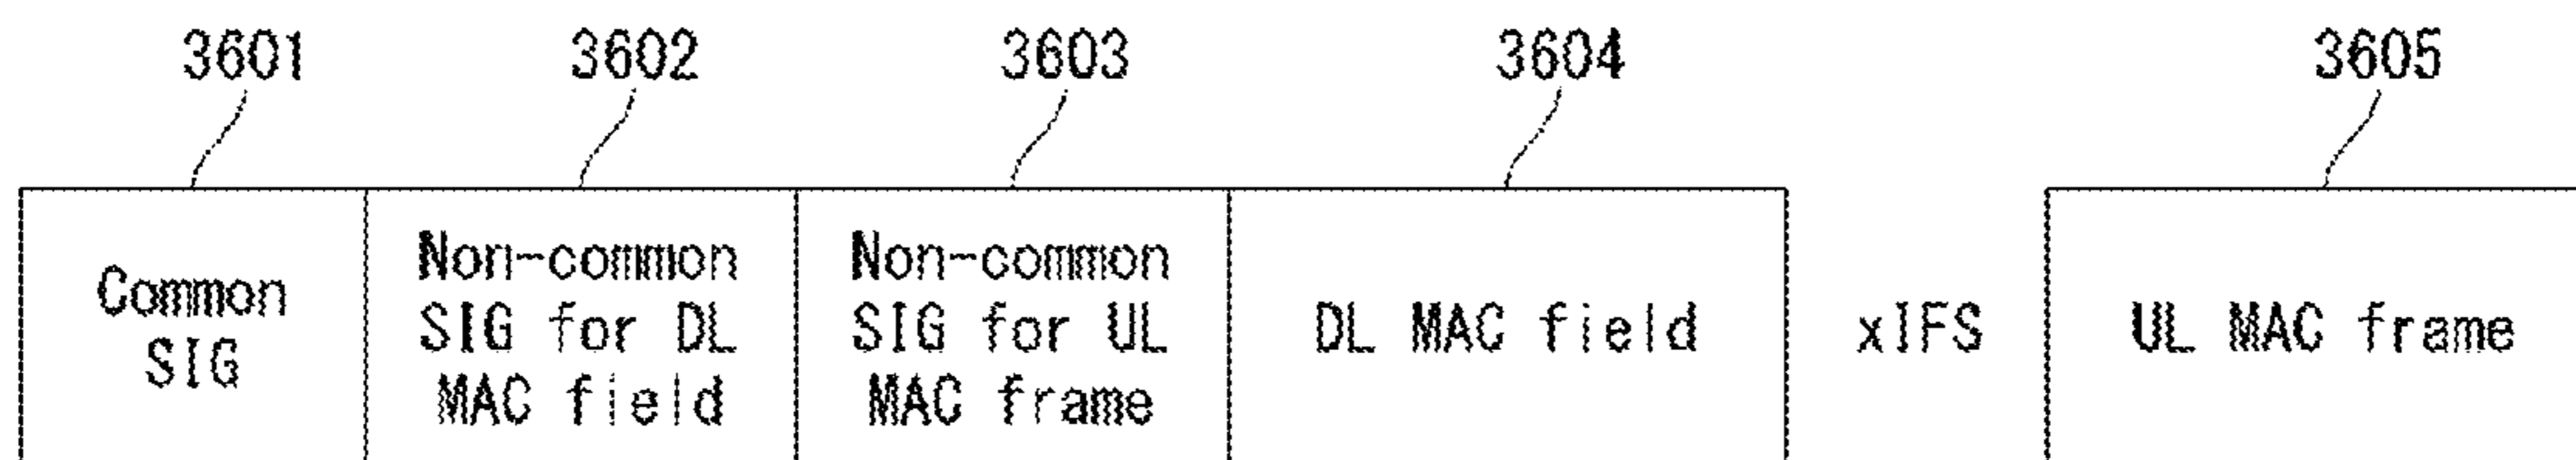 3601 3602 3603 3604 3605
Common
SIG
Non-common
SIG for DL
MAC field
Non-common
SIG for UL
MAC frame
DL MAC field
xIFS
UL MAC frame